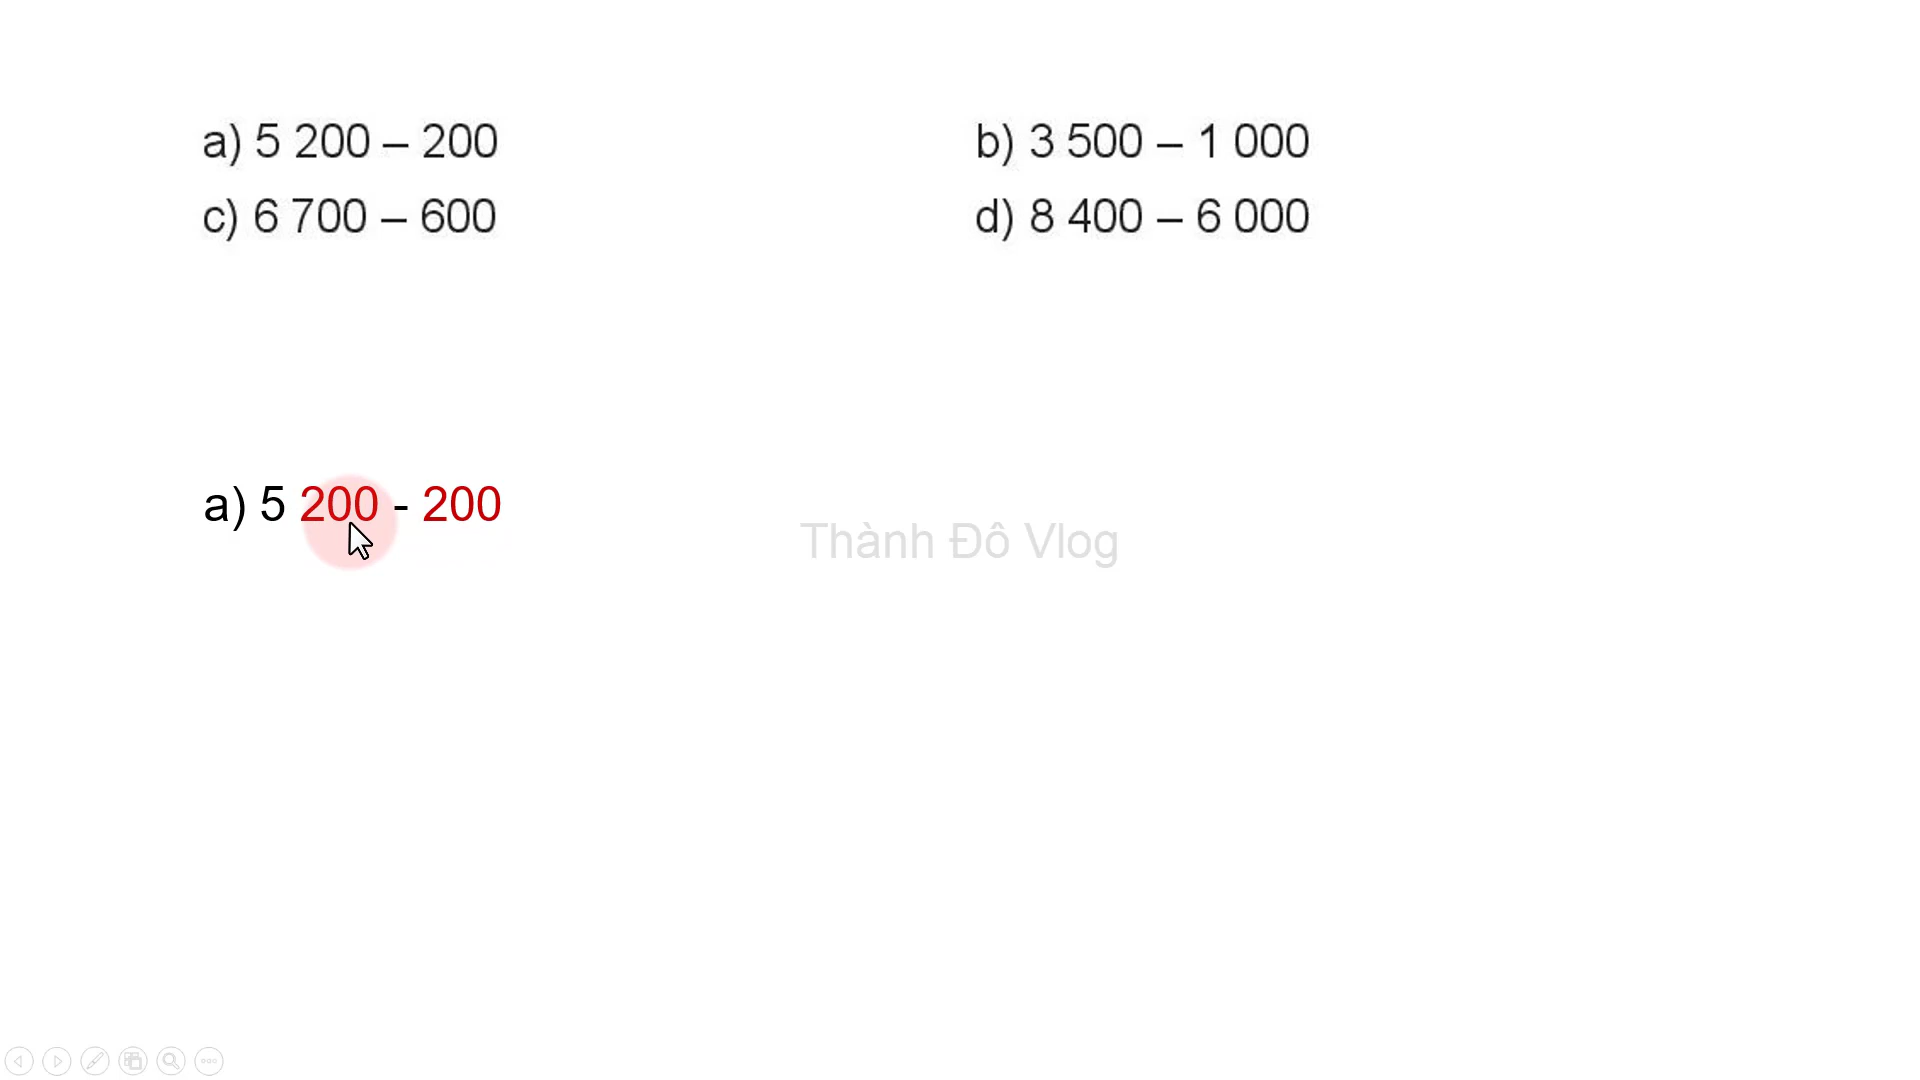 a) 5 200 – 200
b) 3 500 – 1 000
c) 6 700 – 600
d) 8 400 – 6 000
a) 5 200 - 200
Thành Đô Vlog